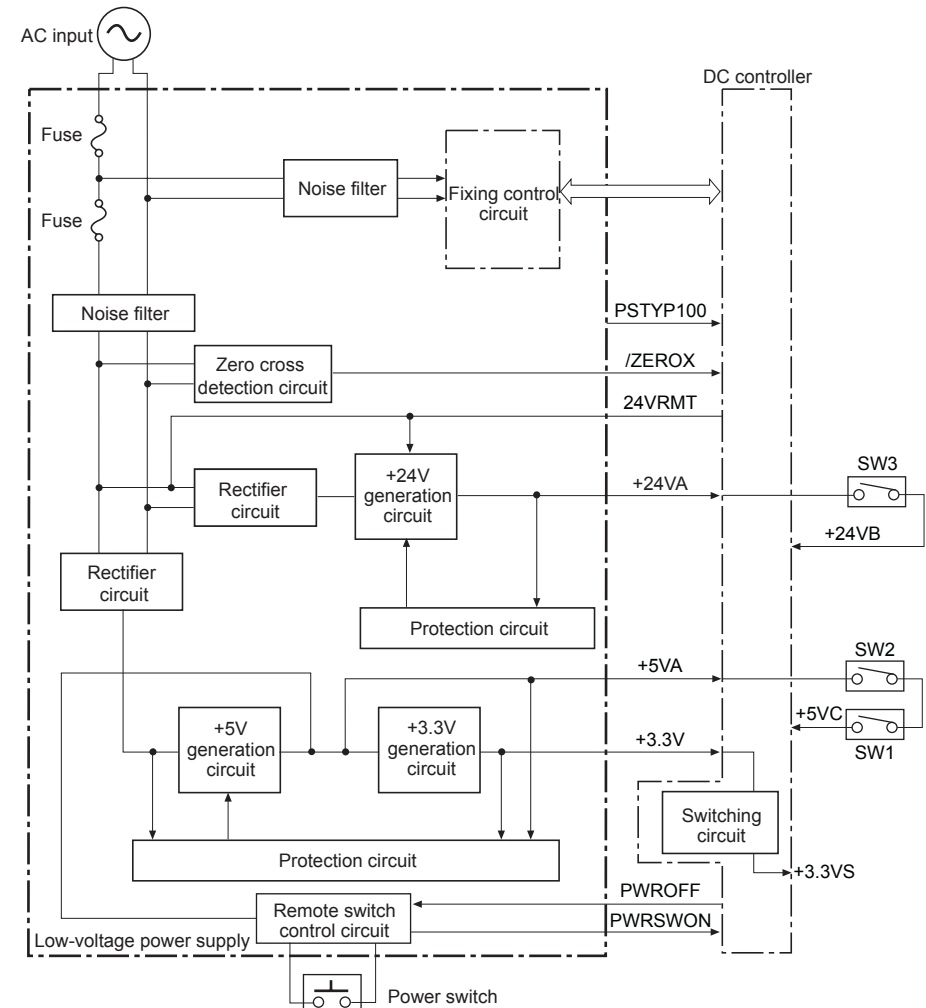 AC input
DC controller
Fuse
Noise filter
Fixing control
circuit
Fuse
Noise filter
PSTYP100
Zero cross
detection circuit
/ZEROX
24VRMT
Rectifier
circuit
+24V
generation
circuit
+24VA
SW3
+24VB
Rectifier
circuit
Protection circuit
+5VA
SW2
+5V
generation
circuit
+3.3V
generation
circuit
+3.3V
+5VC
SW1
Switching
circuit
Protection circuit
+3.3VS
PWROFF
Remote switch
control circuit
PWRSWON
Low-voltage power supply
Power switch